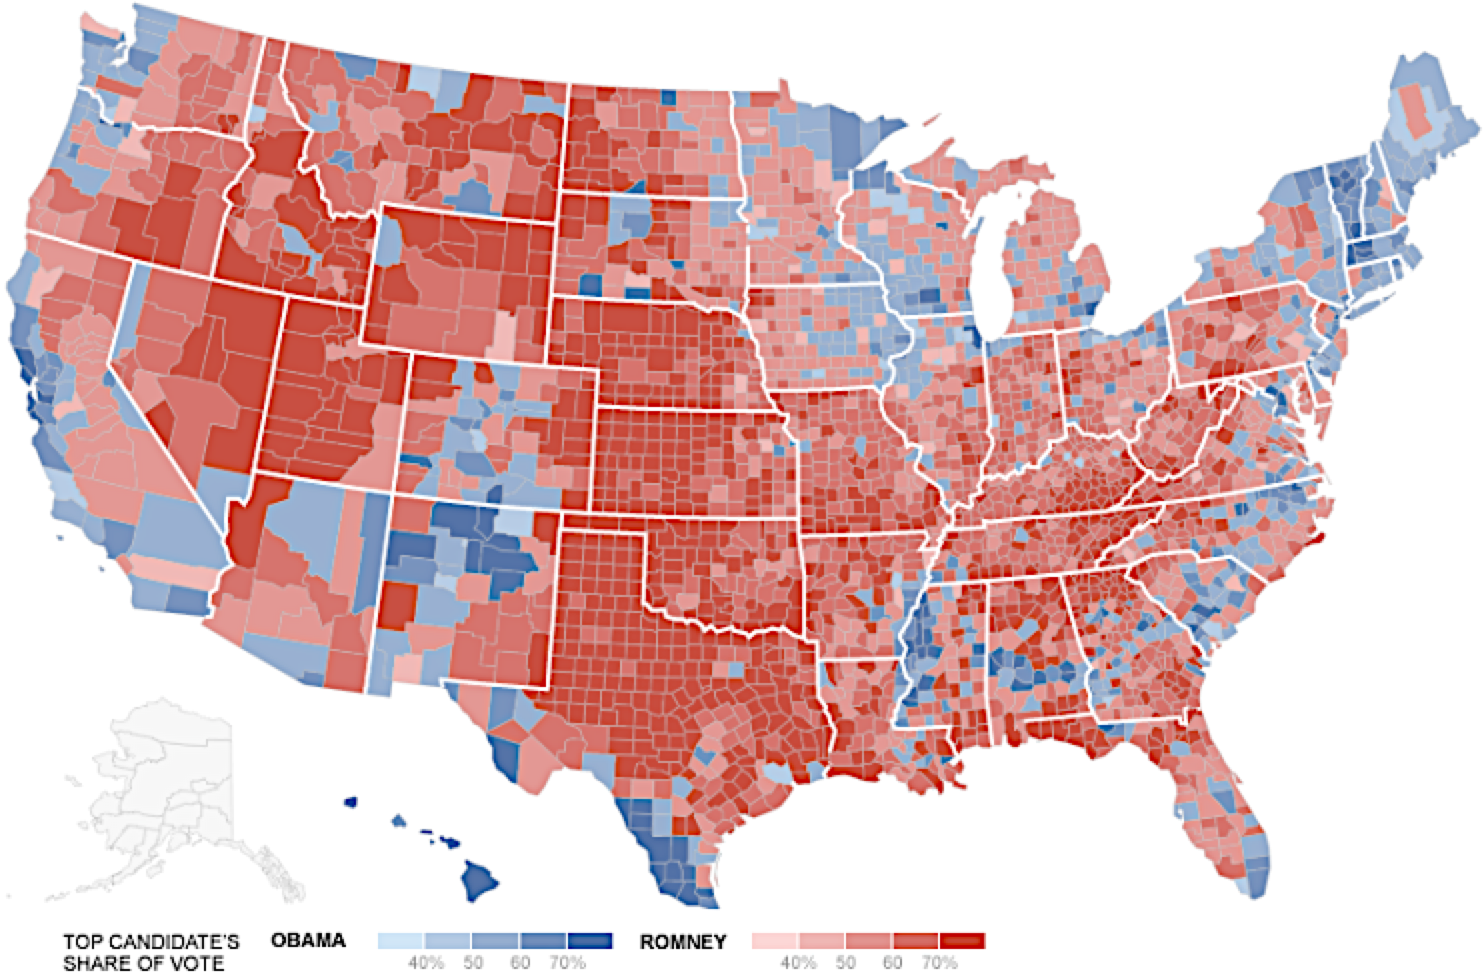 TOP CANDIDATE'S
SHARE OF VOTE
OBAMA
40% 50 60 70%
ROMNEY
40% 50 60 70%